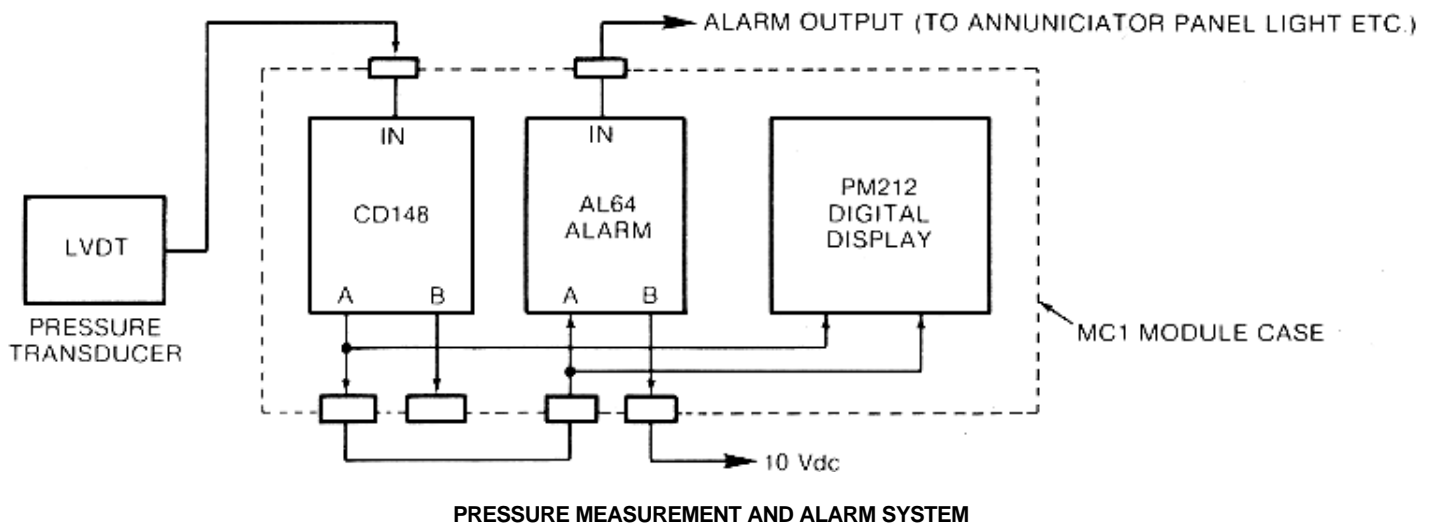 ALARM OUTPUT (TO ANNUNICIATOR PANEL LIGHT ETC.)
IN
IN
CD148
AL64
ALARM
PM212
DIGITAL
DISPLAY
LVDT
A
B
A
B
PRESSURE
TRANSDUCER
MC1 MODULE CASE
10 Vdc
PRESSURE MEASUREMENT AND ALARM SYSTEM